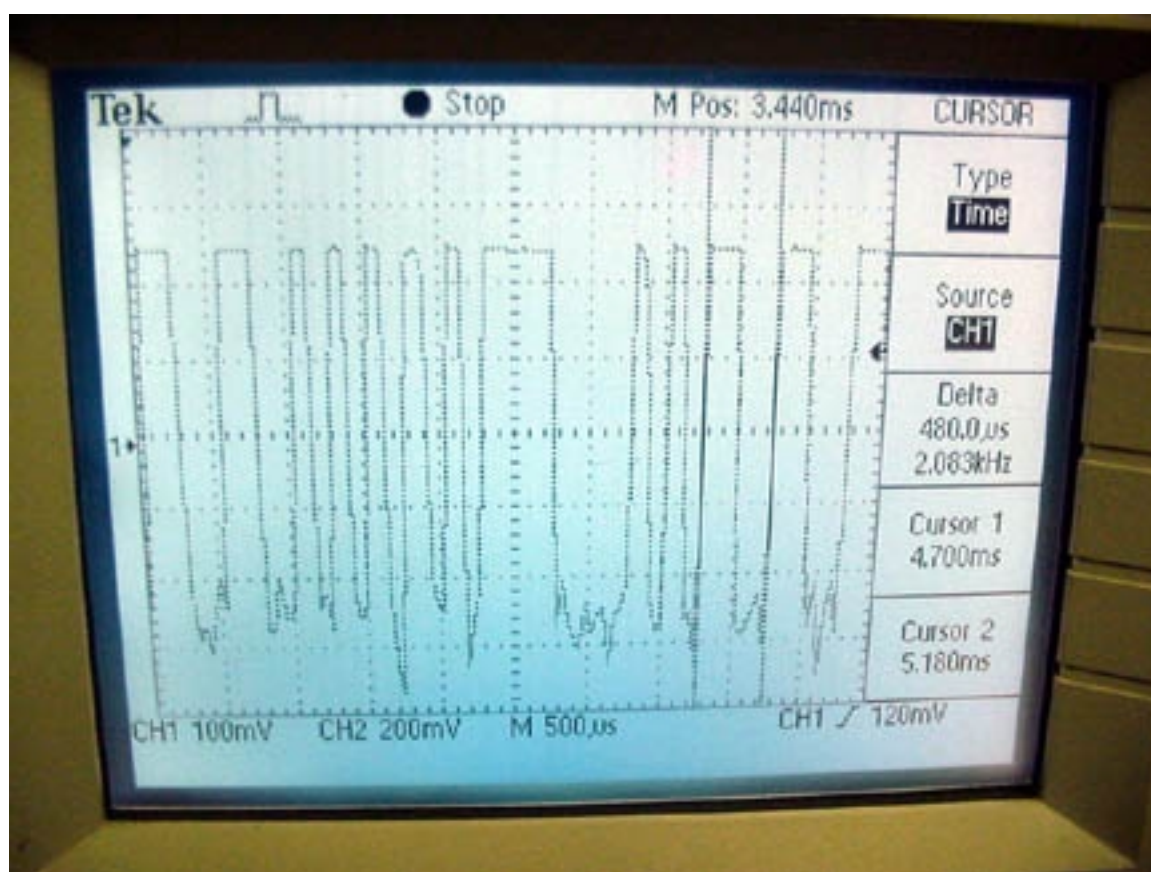 Tek Stop M Pos: 3.440ms CURSOR
Type
Time
Source
CH1
Delta
480.0µs
2.083kHz
Cursor 1
4.700ms
Cursor 2
5.180ms
1
CH1 100mV CH2 200mV M 500µs CH1 120mV